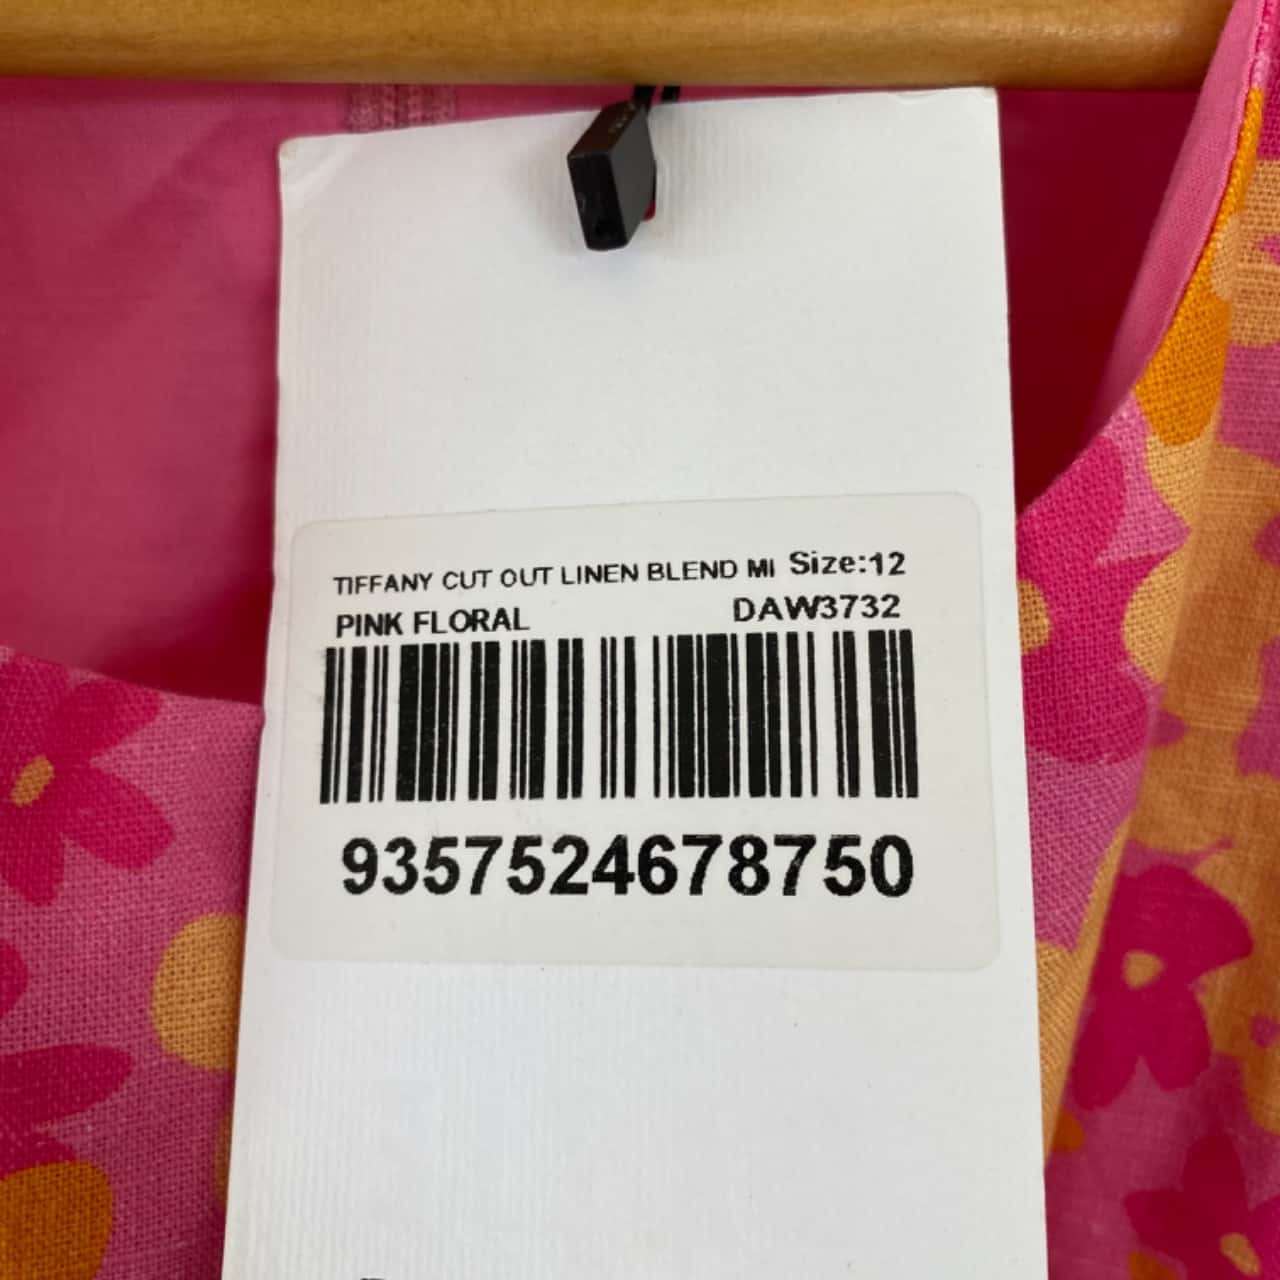 TIFFANY CUT OUT LINEN BLEND MI Size:12
PINK FLORAL DAW3732
9357524678750